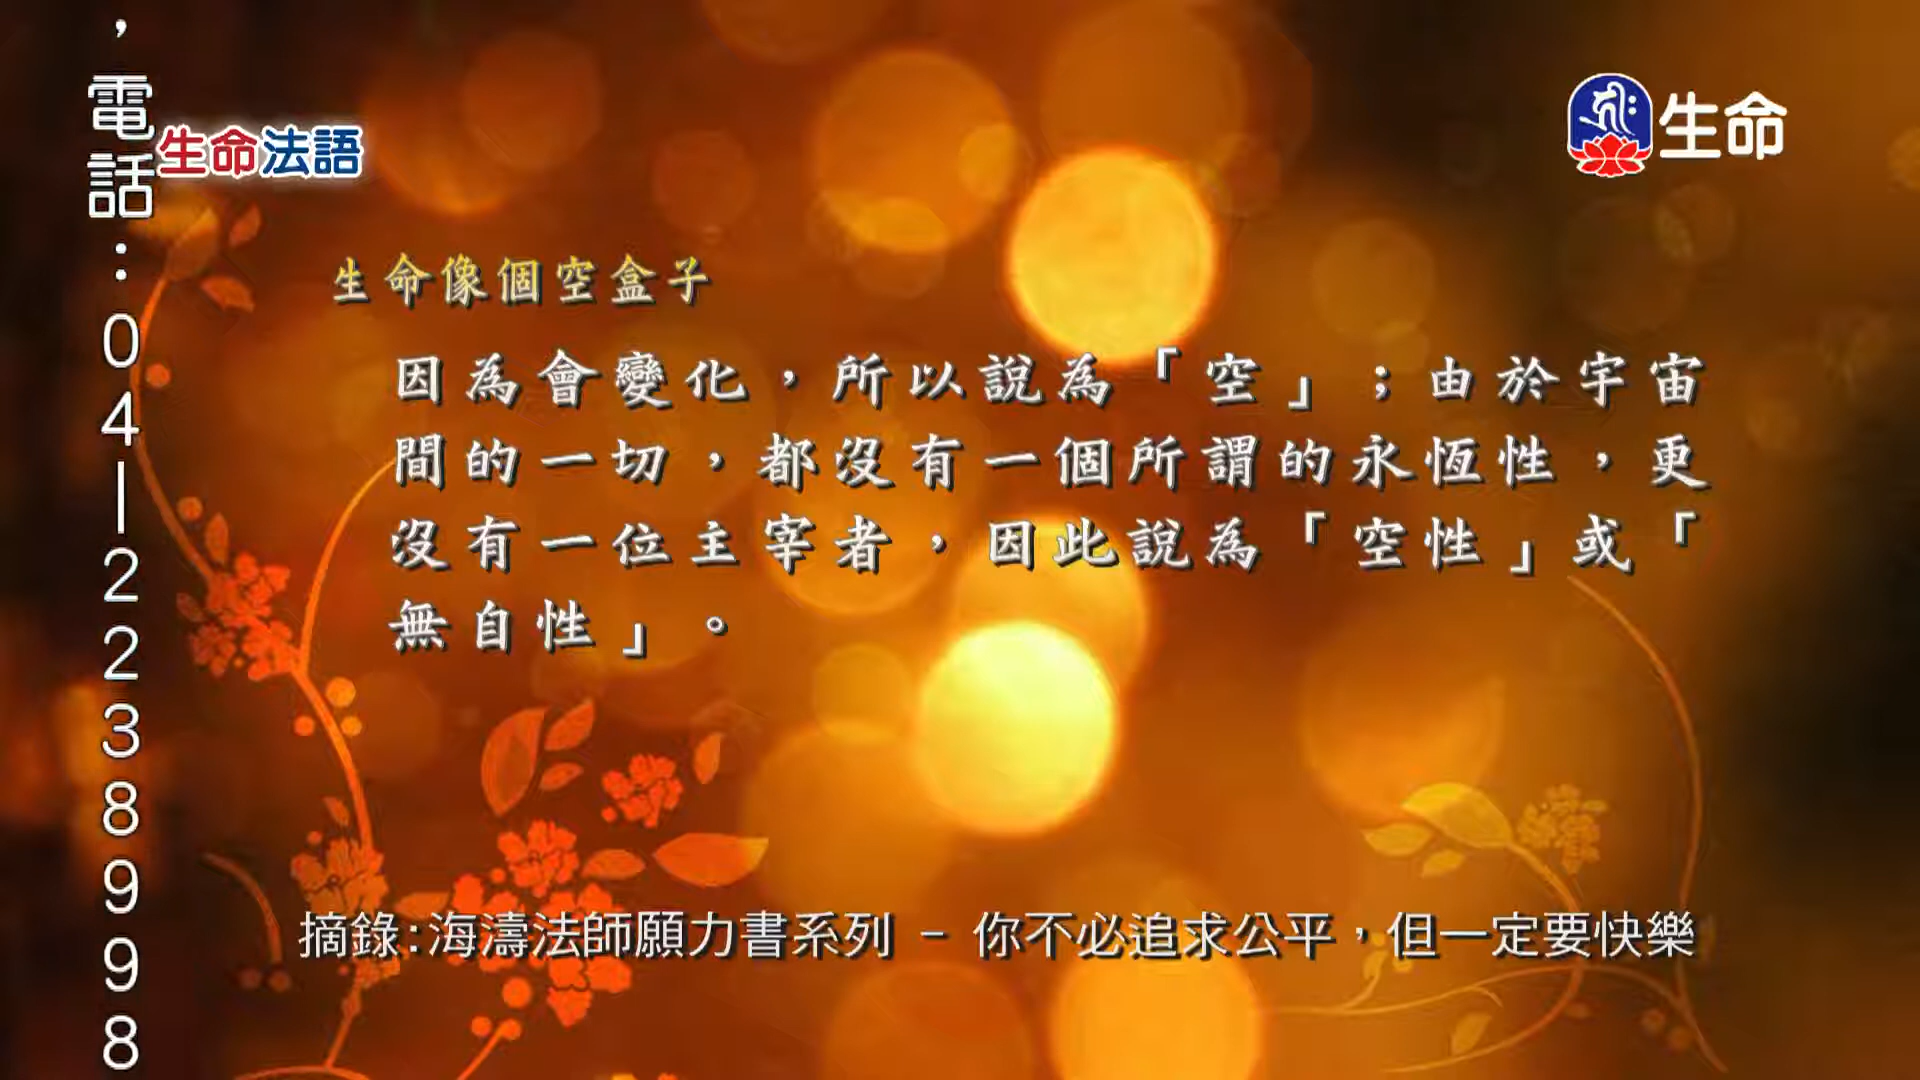 ，電話：04－22389998
生命法語
生命
生命像個空盒子
因為會變化，所以說為「空」；由於宇宙
間的一切，都沒有一個所謂的永恆性，更
沒有一位主宰者，因此說為「空性」或「
無自性」。
摘錄:海濤法師願力書系列 - 你不必追求公平，但一定要快樂